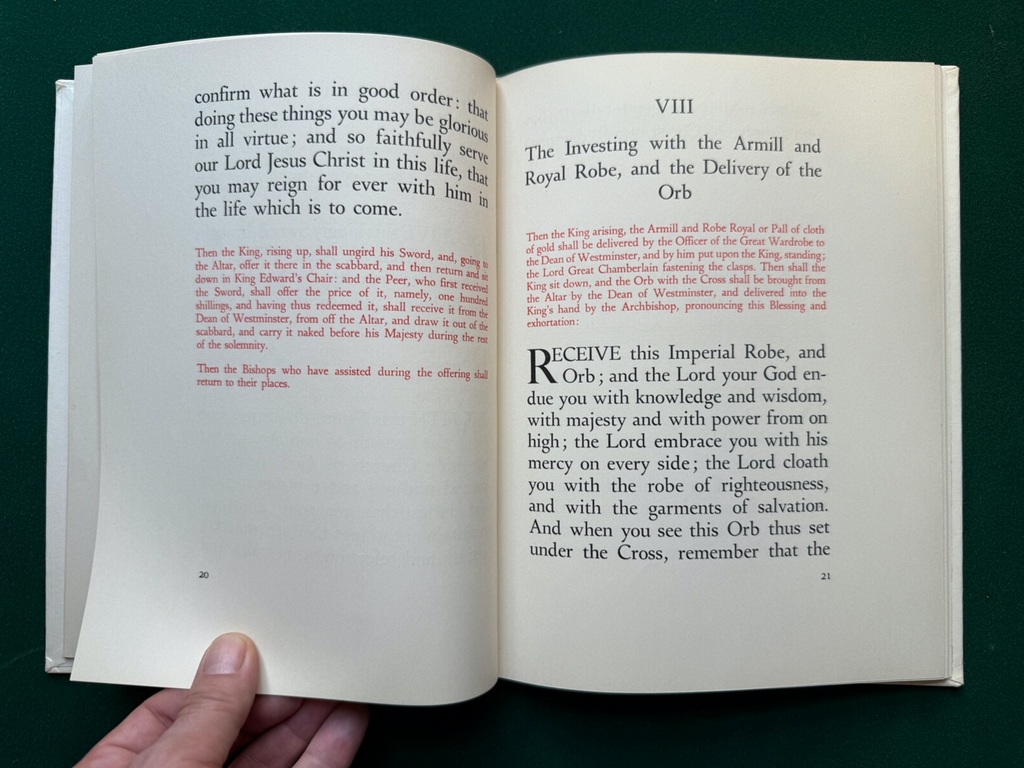 confirm what is in good order: that
doing these things you may be glorious
in all virtue; and so faithfully serve
our Lord Jesus Christ in this life, that
you may reign for ever with him in
the life which is to come.
Then the King, rising up, shall ungird his Sword, and, going to
the Altar, offer it there in the scabbard, and then return and sit
down in King Edward's Chair: and the Peer, who first received
the Sword, shall offer the price of it, namely, one hundred
shillings, and having thus redeemed it, shall receive it from the
Dean of Westminster, from off the Altar, and draw it out of the
scabbard, and carry it naked before his Majesty during the rest
of the solemnity.
Then the Bishops who have assisted during the offering shall
return to their places.
20
VIII
The Investing with the Armill and
Royal Robe, and the Delivery of the
Orb
Then the King arising, the Armill and Robe Royal or Pall of cloth
of gold shall be delivered by the Officer of the Great Wardrobe to
the Dean of Westminster, and by him put upon the King, standing;
the Lord Great Chamberlain fastening the clasps. Then shall the
King sit down, and the Orb with the Cross shall be brought from
the Altar by the Dean of Westminster, and delivered into the
King's hand by the Archbishop, pronouncing this Blessing and
exhortation:
RECEIVE this Imperial Robe, and
Orb; and the Lord your God en-
due you with knowledge and wisdom,
with majesty and with power from on
high; the Lord embrace you with his
mercy on every side; the Lord cloath
you with the robe of righteousness,
and with the garments of salvation.
And when you see this Orb thus set
under the Cross, remember that the
21